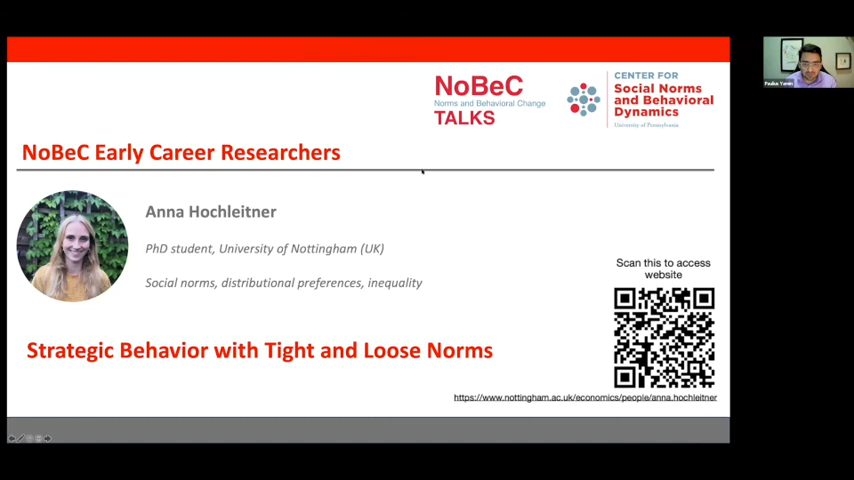 NoBeC
Norms and Behavioral Change
TALKS
CENTER FOR
Social Norms
and Behavioral
Dynamics
University of Pennsylvania
NoBeC Early Career Researchers
Anna Hochleitner
PhD student, University of Nottingham (UK)
Social norms, distributional preferences, inequality
Scan this to access
website
Strategic Behavior with Tight and Loose Norms
https://www.nottingham.ac.uk/economics/people/anna.hochleitner
Paulius Yamin